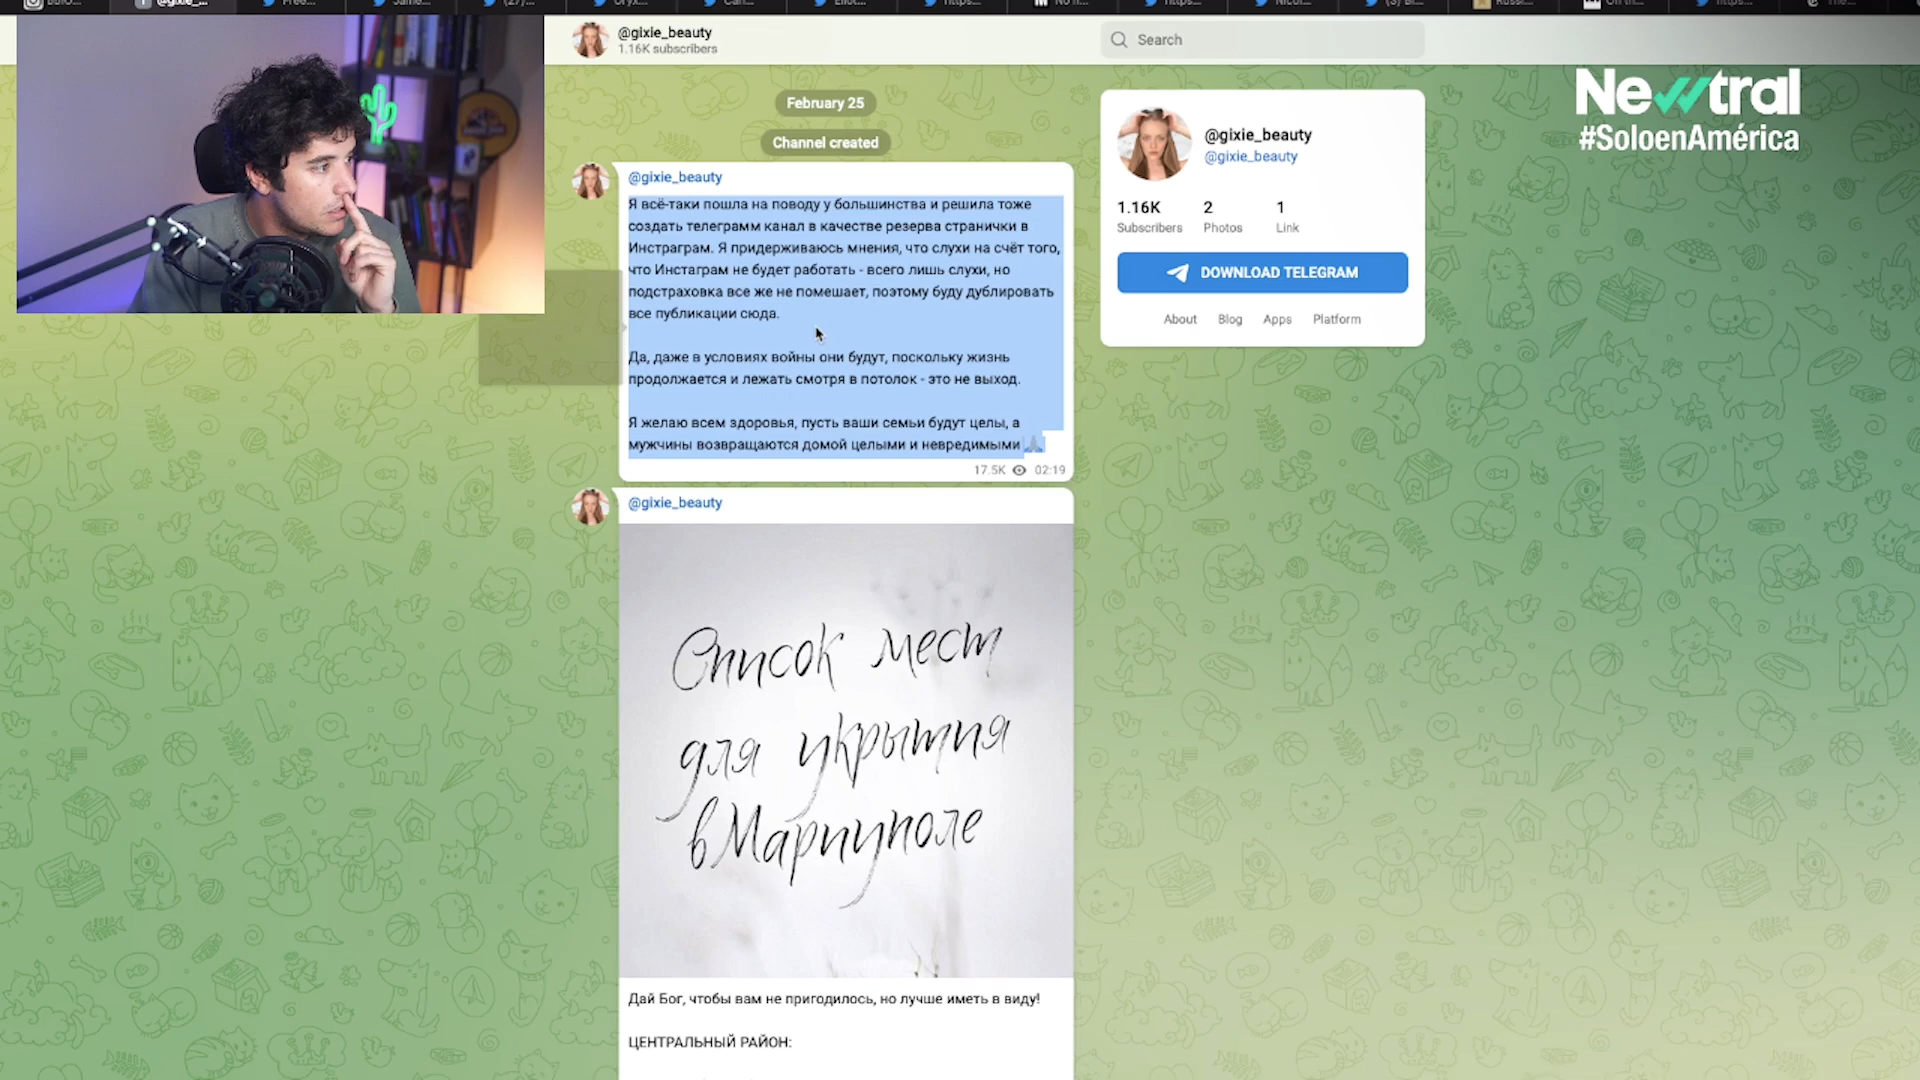 @gixie_...
@gixie_beauty
1.16K subscribers
Search
Newtral
#SoloenAmérica
February 25
Channel created
@gixie_beauty
Я всё-таки пошла на поводу у большинства и решила тоже
создать телеграмм канал в качестве резерва странички в
Инстраграм. Я придерживаюсь мнения, что слухи на счёт того,
что Инстаграм не будет работать - всего лишь слухи, но
подстраховка все же не помешает, поэтому буду дублировать
все публикации сюда.
Да, даже в условиях войны они будут, поскольку жизнь
продолжается и лежать смотря в потолок - это не выход.
Я желаю всем здоровья, пусть ваши семьи будут целы, а
мужчины возвращаются домой целыми и невредимыми 🙏
17.5K 02:19
@gixie_beauty
Список мест
для укрытия
в Мариуполе
Дай Бог, чтобы вам не пригодилось, но лучше иметь в виду!
ЦЕНТРАЛЬНЫЙ РАЙОН:
@gixie_beauty
@gixie_beauty
1.16K 2 1
Subscribers Photos Link
DOWNLOAD TELEGRAM
About Blog Apps Platform